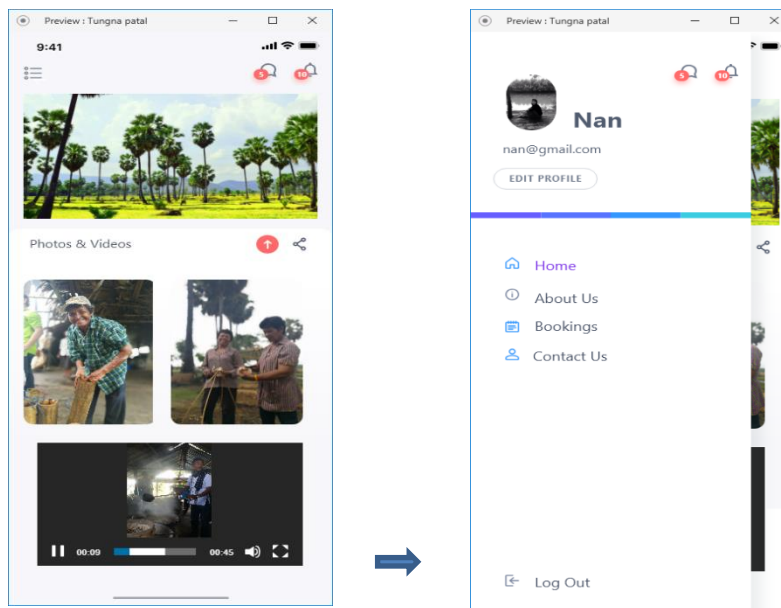 Preview : Tungna patal
9:41
5
10
Photos & Videos
00:09
00:45
Preview : Tungna patal
5
10
Nan
nan@gmail.com
EDIT PROFILE
Home
About Us
Bookings
Contact Us
Log Out